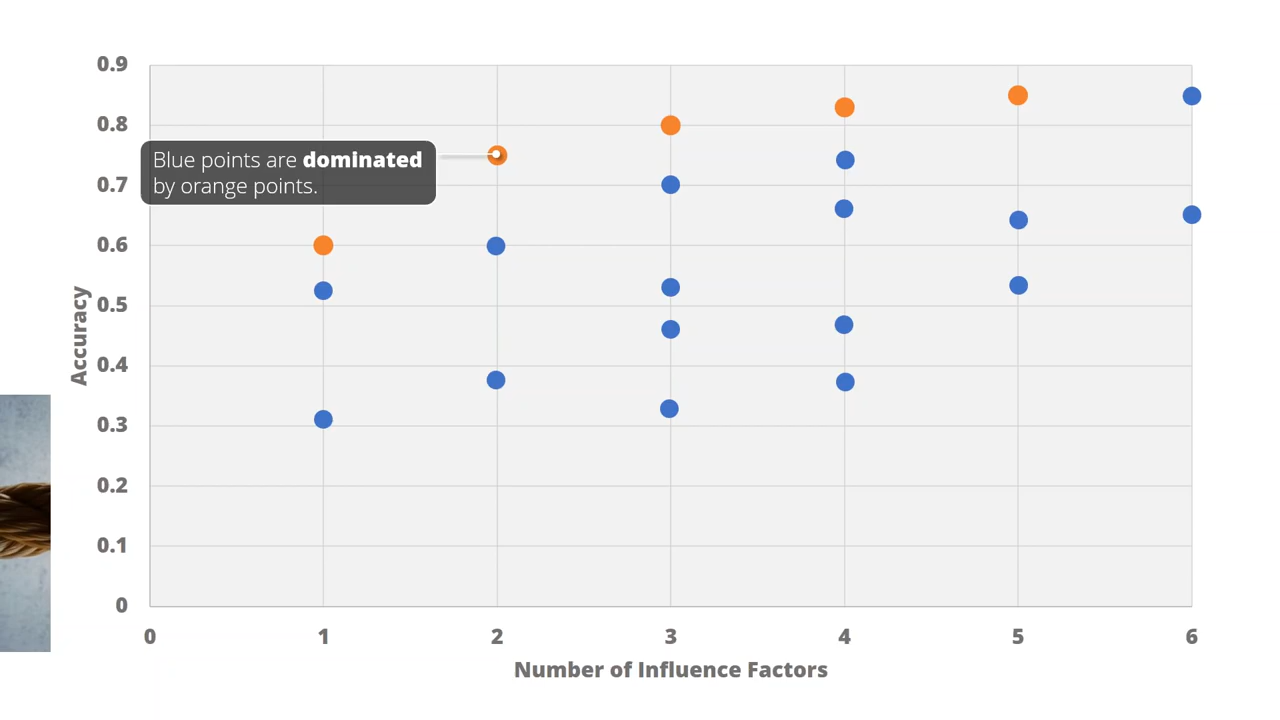 0.9
0.8
0.7
0.6
0.5
0.4
0.3
0.2
0.1
0
Accuracy
Blue points are dominated
by orange points.
0 1 2 3 4 5 6
Number of Influence Factors